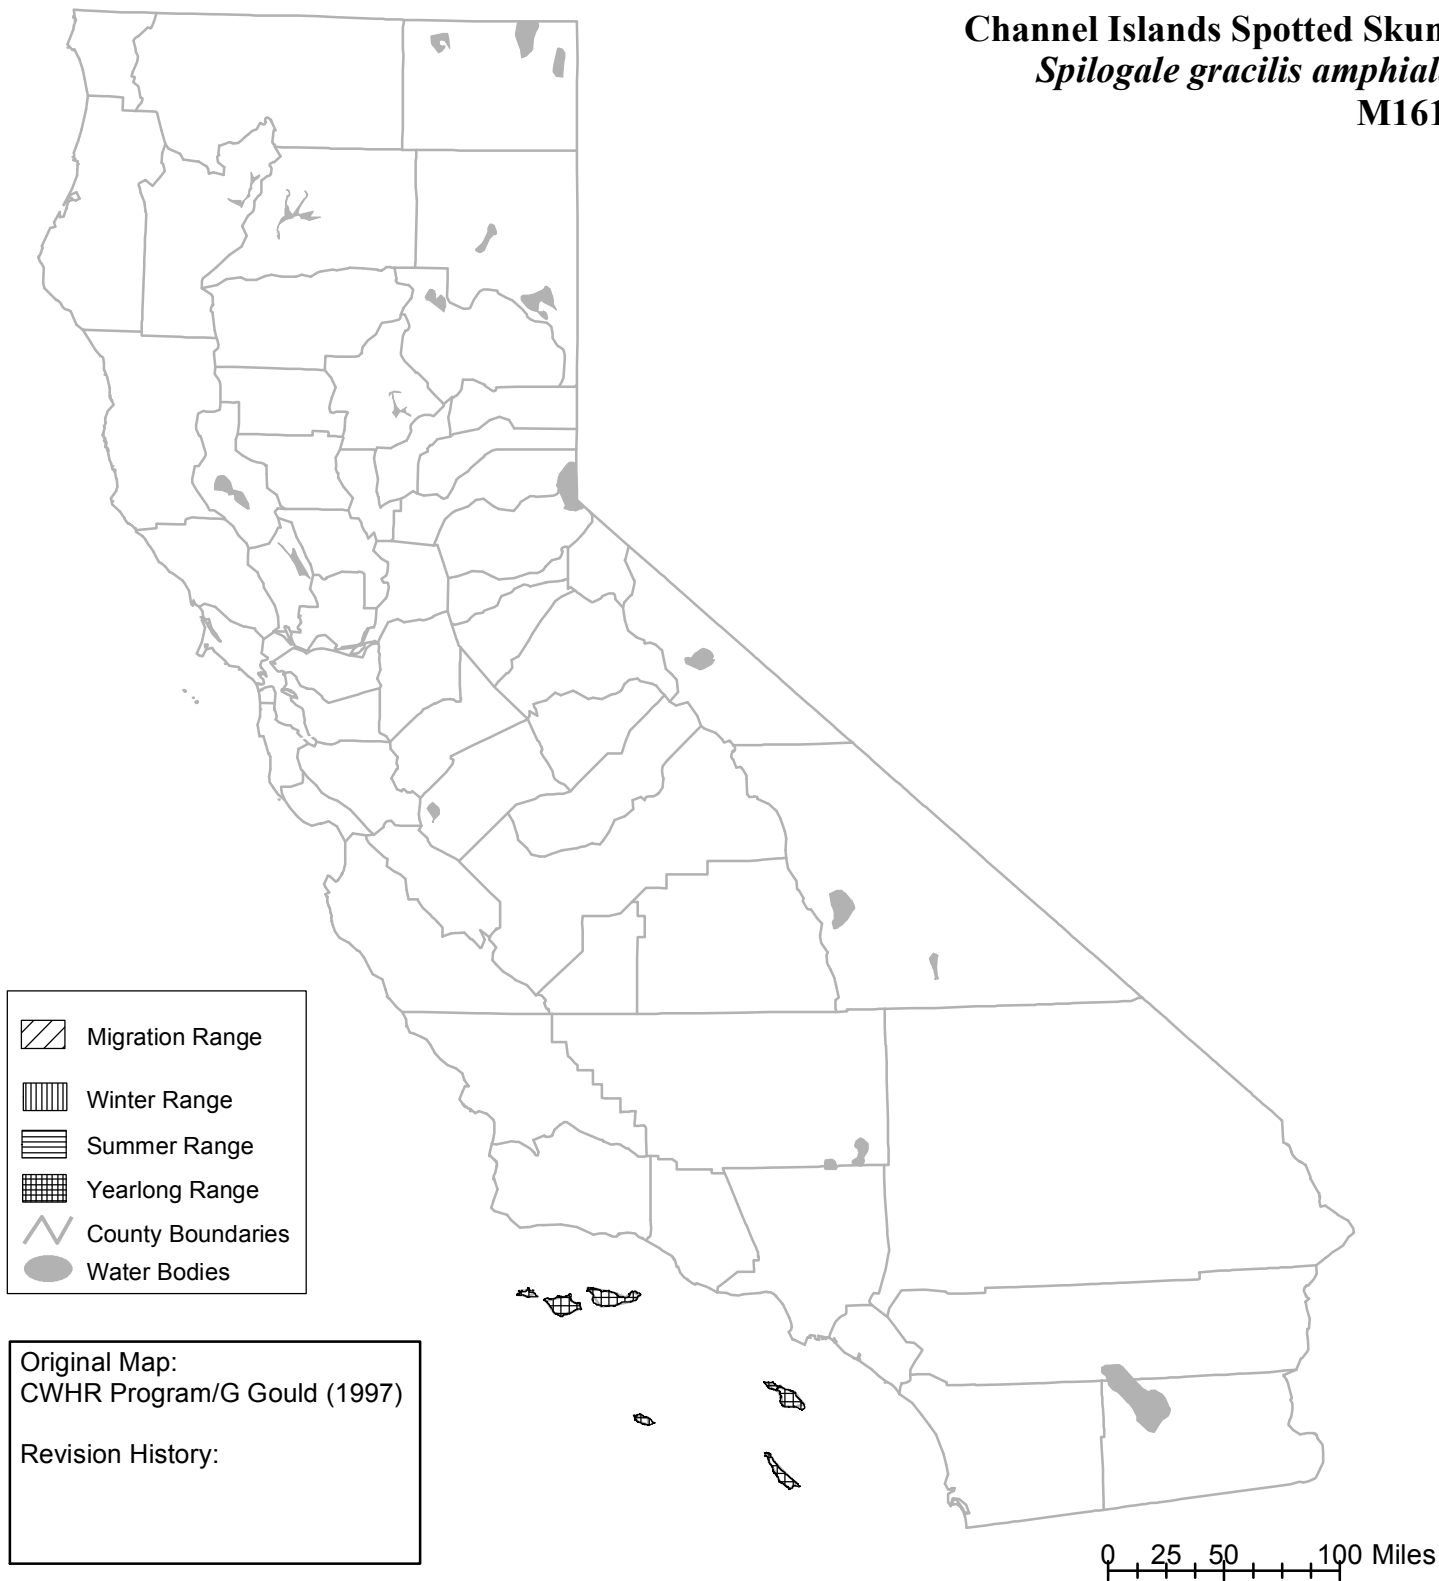 Channel Islands Spotted Skun
Spilogale gracilis amphial
M161
Migration Range
Winter Range
Summer Range
Yearlong Range
County Boundaries
Water Bodies
Original Map:
CWHR Program/G Gould (1997)
Revision History:
0 25 50 100 Miles